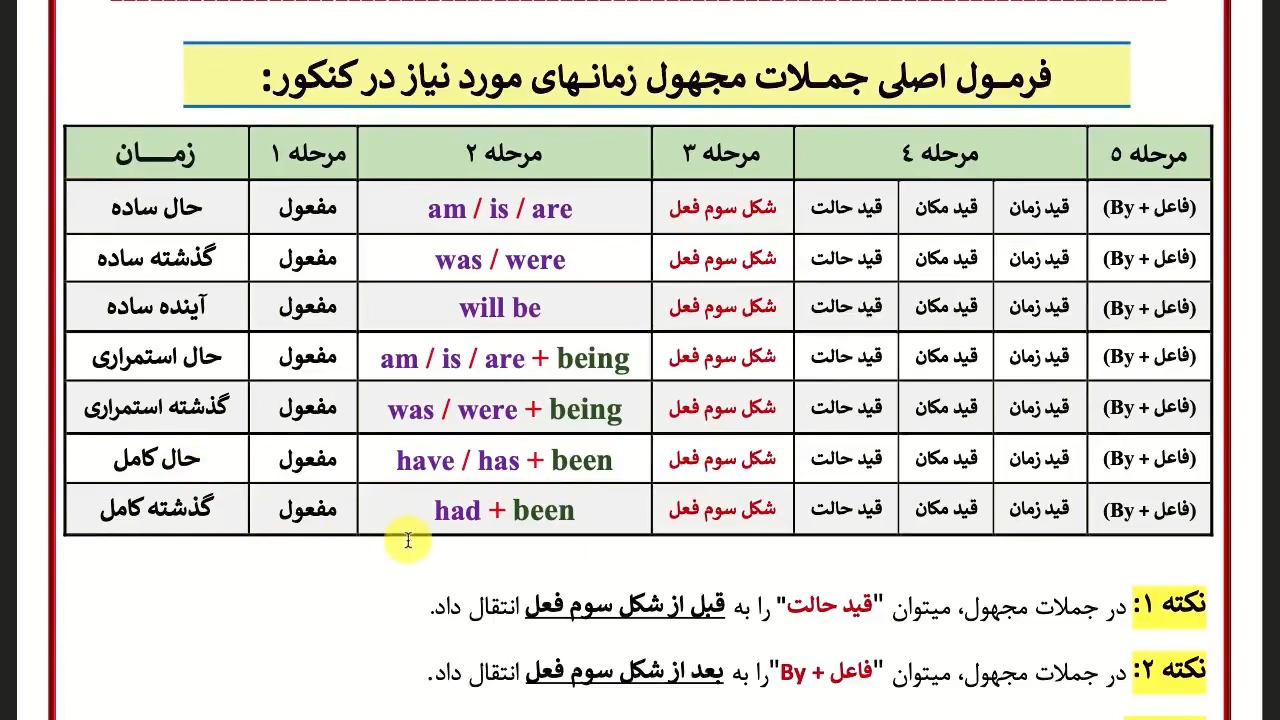 فرمـول اصلی جمـلات مجهول زمانـهای مورد نیاز در کنکور:
زمـــان مرحله ۱ مرحله ۲ مرحله ۳ مرحله ٤ مرحله ٥
حال ساده مفعول am / is / are شکل سوم فعل قید حالت قید مکان قید زمان (By + فاعل)
گذشته ساده مفعول was / were شکل سوم فعل قید حالت قید مکان قید زمان (By + فاعل)
آینده ساده مفعول will be شکل سوم فعل قید حالت قید مکان قید زمان (By + فاعل)
حال استمراری مفعول am / is / are + being شکل سوم فعل قید حالت قید مکان قید زمان (By + فاعل)
گذشته استمراری مفعول was / were + being شکل سوم فعل قید حالت قید مکان قید زمان (By + فاعل)
حال کامل مفعول have / has + been شکل سوم فعل قید حالت قید مکان قید زمان (By + فاعل)
گذشته کامل مفعول had + been شکل سوم فعل قید حالت قید مکان قید زمان (By + فاعل)
نکته ۱: در جملات مجهول، میتوان "قید حالت" را به قبل از شکل سوم فعل انتقال داد.
نکته ۲: در جملات مجهول، میتوان "By + فاعل" را به بعد از شکل سوم فعل انتقال داد.